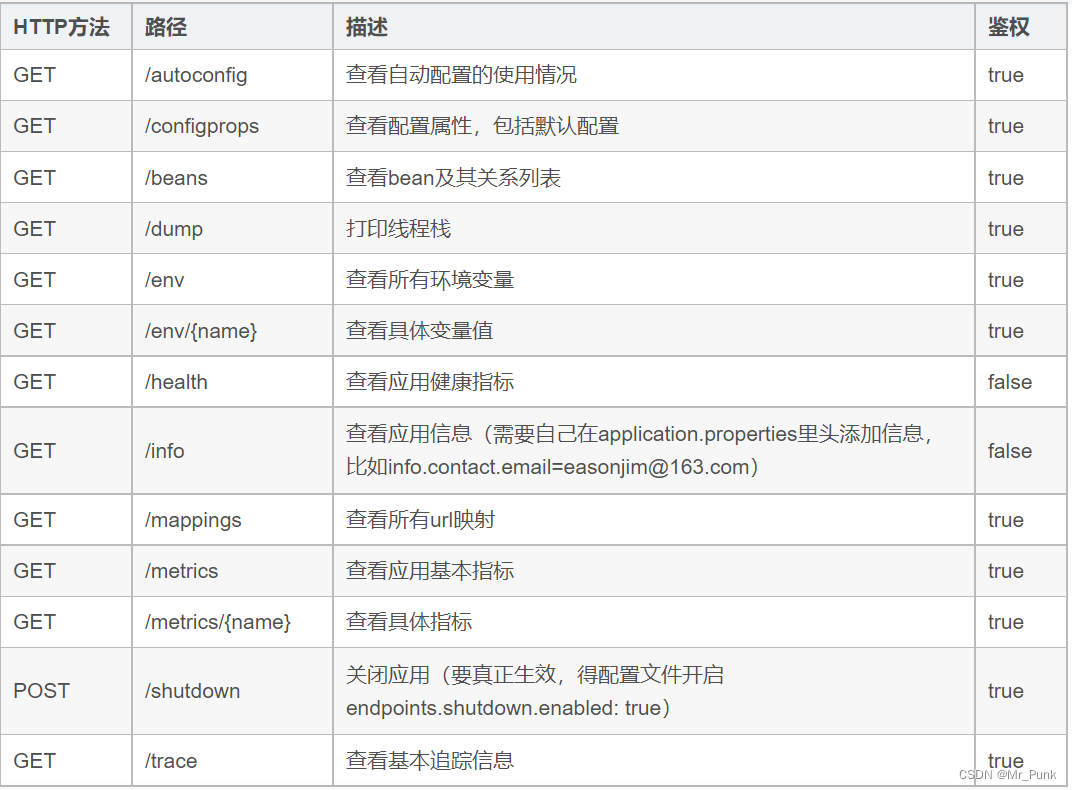 HTTP方法 路径 描述 鉴权
GET /autoconfig 查看自动配置的使用情况 true
GET /configprops 查看配置属性，包括默认配置 true
GET /beans 查看bean及其关系列表 true
GET /dump 打印线程栈 true
GET /env 查看所有环境变量 true
GET /env/{name} 查看具体变量值 true
GET /health 查看应用健康指标 false
GET /info 查看应用信息（需要自己在application.properties里头添加信息， false
比如info.contact.email=easonjim@163.com）
GET /mappings 查看所有url映射 true
GET /metrics 查看应用基本指标 true
GET /metrics/{name} 查看具体指标 true
POST /shutdown 关闭应用（要真正生效，得配置文件开启 true
endpoints.shutdown.enabled: true）
GET /trace 查看基本追踪信息 true
CSDN @Mr_Punk